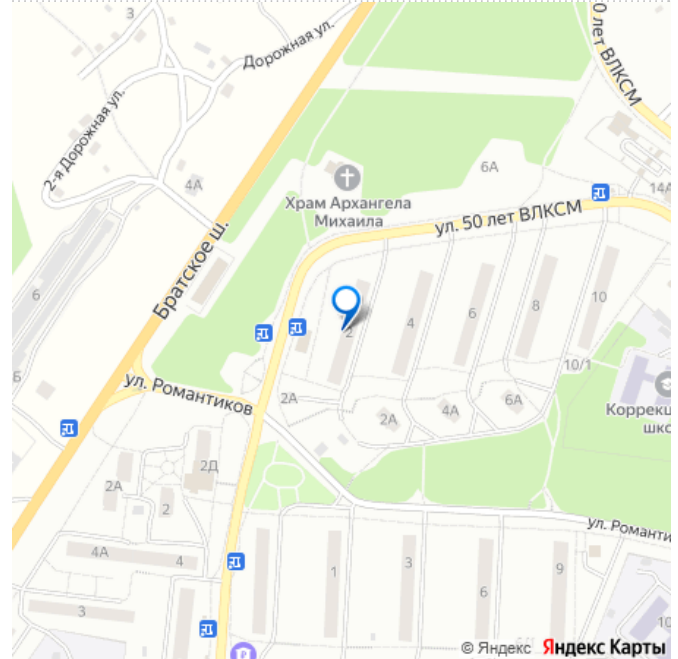 3
Дорожная ул.
0 лет ВЛКСМ
2-я Дорожная ул.
4А
6А
14А
Храм Архангела
Михаила
ул. 50 лет ВЛКСМ
Братское ш.
6
2
4
6
8
10
Б
ул. Романтиков
2А
2А
4А
6А
10/1
Коррекц
шко
2Д
2А
2
ул. Романти
4А
4
1
3
6
9
3
10
© Яндекс Яндекс Карты